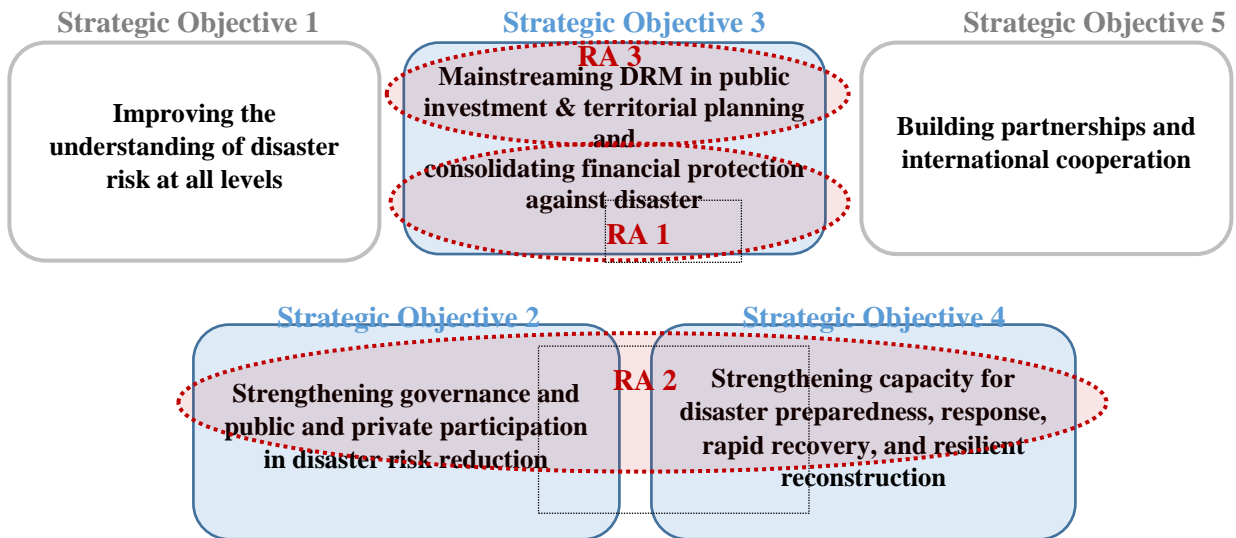 Strategic Objective 1
Improving the
understanding of disaster
risk at all levels
Strategic Objective 3
RA 3
Mainstreaming DRM in public
investment & territorial planning
and
consolidating financial protection
against disaster
RA 1
Strategic Objective 5
Building partnerships and
international cooperation
Strategic Objective 2
Strengthening governance and
public and private participation
in disaster risk reduction
RA 2
Strategic Objective 4
Strengthening capacity for
disaster preparedness, response,
rapid recovery, and resilient
reconstruction